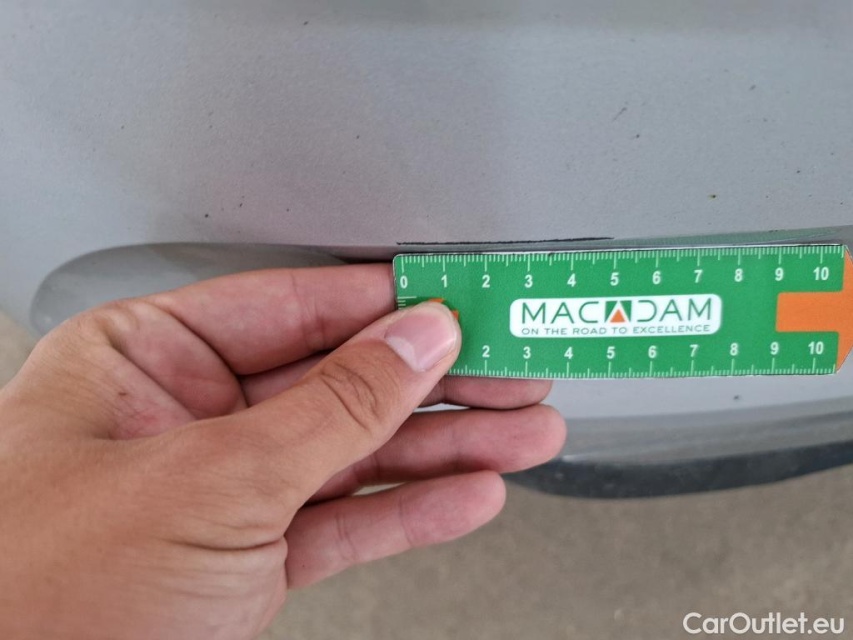 0 1 2 3 4 5 6 7 8 9 10
MACADAM
ON THE ROAD TO EXCELLENCE
2 3 4 5 6 7 8 9 10
CarOutlet.eu